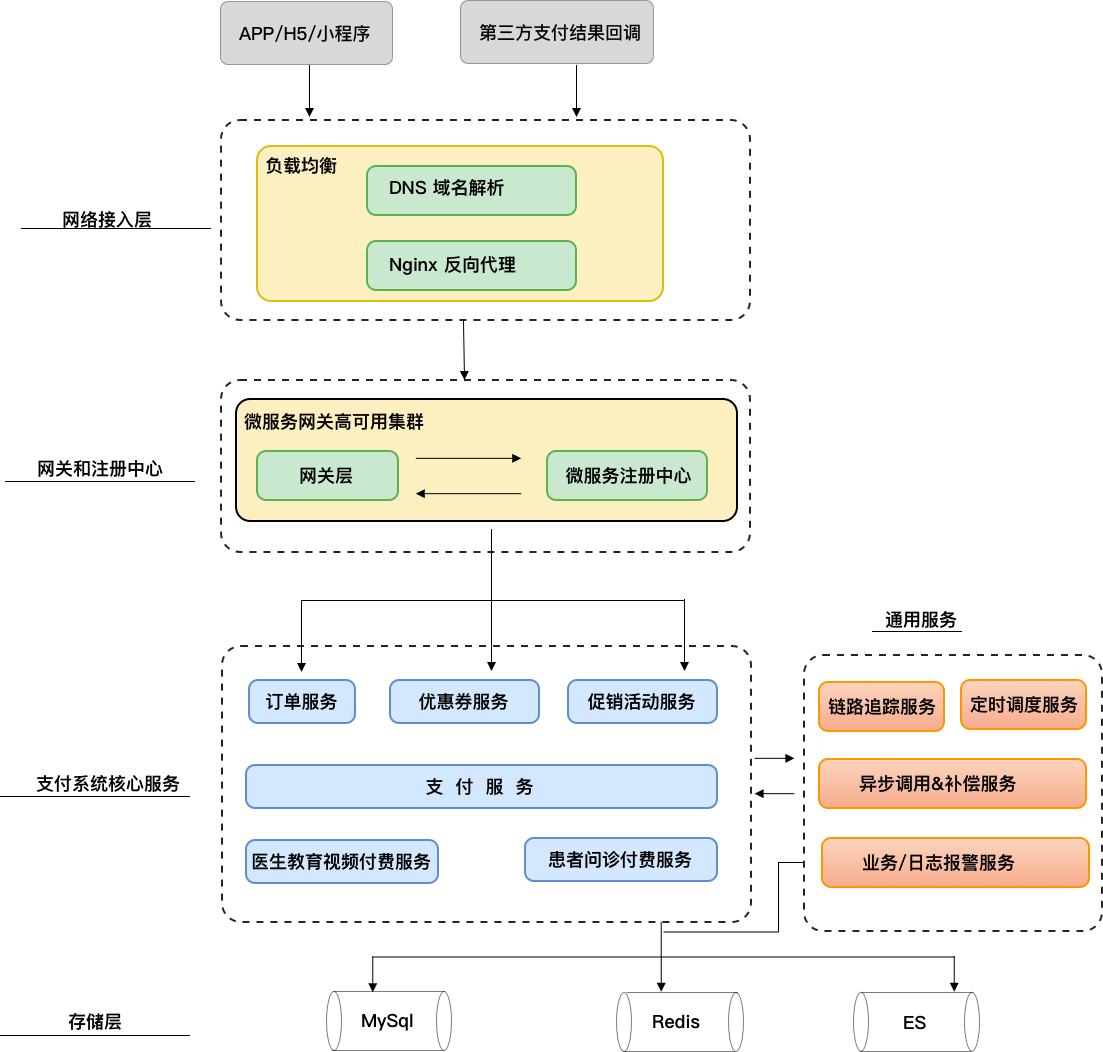 APP/H5/小程序
第三方支付结果回调
负载均衡
DNS 域名解析
网络接入层
Nginx 反向代理
微服务网关高可用集群
网关和注册中心
网关层
微服务注册中心
通用服务
订单服务
优惠券服务
促销活动服务
链路追踪服务
定时调度服务
支付系统核心服务
支 付 服 务
异步调用&补偿服务
医生教育视频付费服务
患者问诊付费服务
业务/日志报警服务
存储层
MySql
Redis
ES